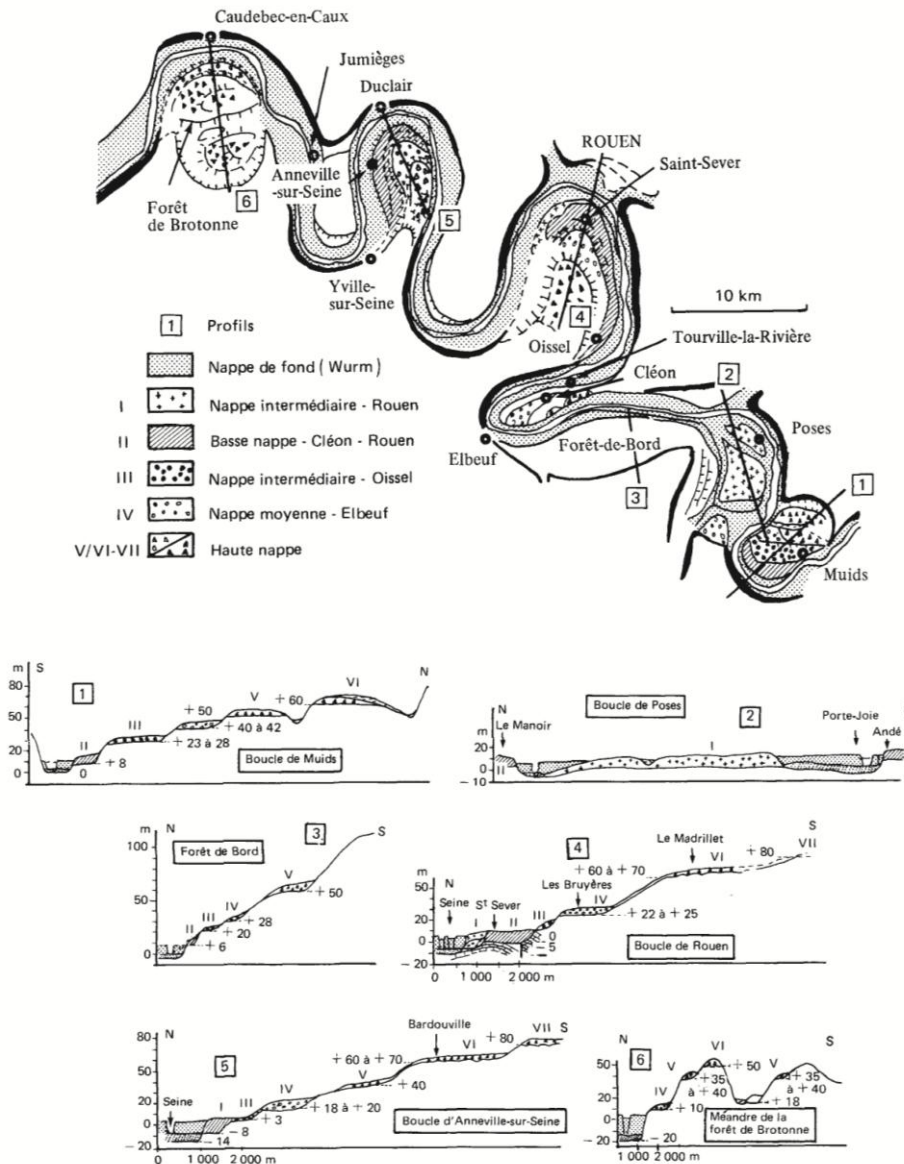 Caudebec-en-Caux
Jumièges
Duclair
ROUEN
Saint-Sever
Anneville
-sur-Seine
6
5
Forêt
de Brotonne
Yville-
sur-Seine
10 km
4
1 Profils
Oissel
Tourville-la-Rivière
Nappe de fond ( Wurm )
Cléon
2
I Nappe intermédiaire - Rouen
Poses
II Basse nappe - Cléon - Rouen
Elbeuf
Forêt-de-Bord
1
III Nappe intermédiaire - Oissel
3
IV Nappe moyenne - Elbeuf
V/VI-VII Haute nappe
Muids
m S
N
80
50
20
0
1
II
III
V
VI
+ 50
+ 60
+ 40 à 42
+ 23 à 28
+ 8
0
Boucle de Muids
Boucle de Poses
2
N
Le Manoir
Porte-Joie
Andé
m
20
10
0
- 10
I
II
m N
3
S
100
50
0
Forêt de Bord
V
IV
III
II
+ 50
+ 28
+ 20
+ 6
4
Le Madrillet
S
VII
+ 60 à + 70
VI
+ 80
m
50
20
10
0
- 20
N
Seine
St Sever
Les Bruyères
I
II
III
IV
+ 22 à + 25
0
- 5
Boucle de Rouen
0
1 000
2 000 m
m N
5
Bardouville
S
80
50
20
0
- 20
+ 60 à + 70
VI
+ 80
VII
V
+ 40
IV
+ 18 à + 20
Seine
I
III
+ 3
- 8
- 14
Boucle d'Anneville-sur-Seine
0
1 000
2 000 m
m N
6
VI
S
50
20
0
- 20
V
+ 50
V
+ 35
à + 40
+ 35
à + 40
IV
+ 10
+ 18
- 20
Méandre de la
forêt de Brotonne
0
1 000 m